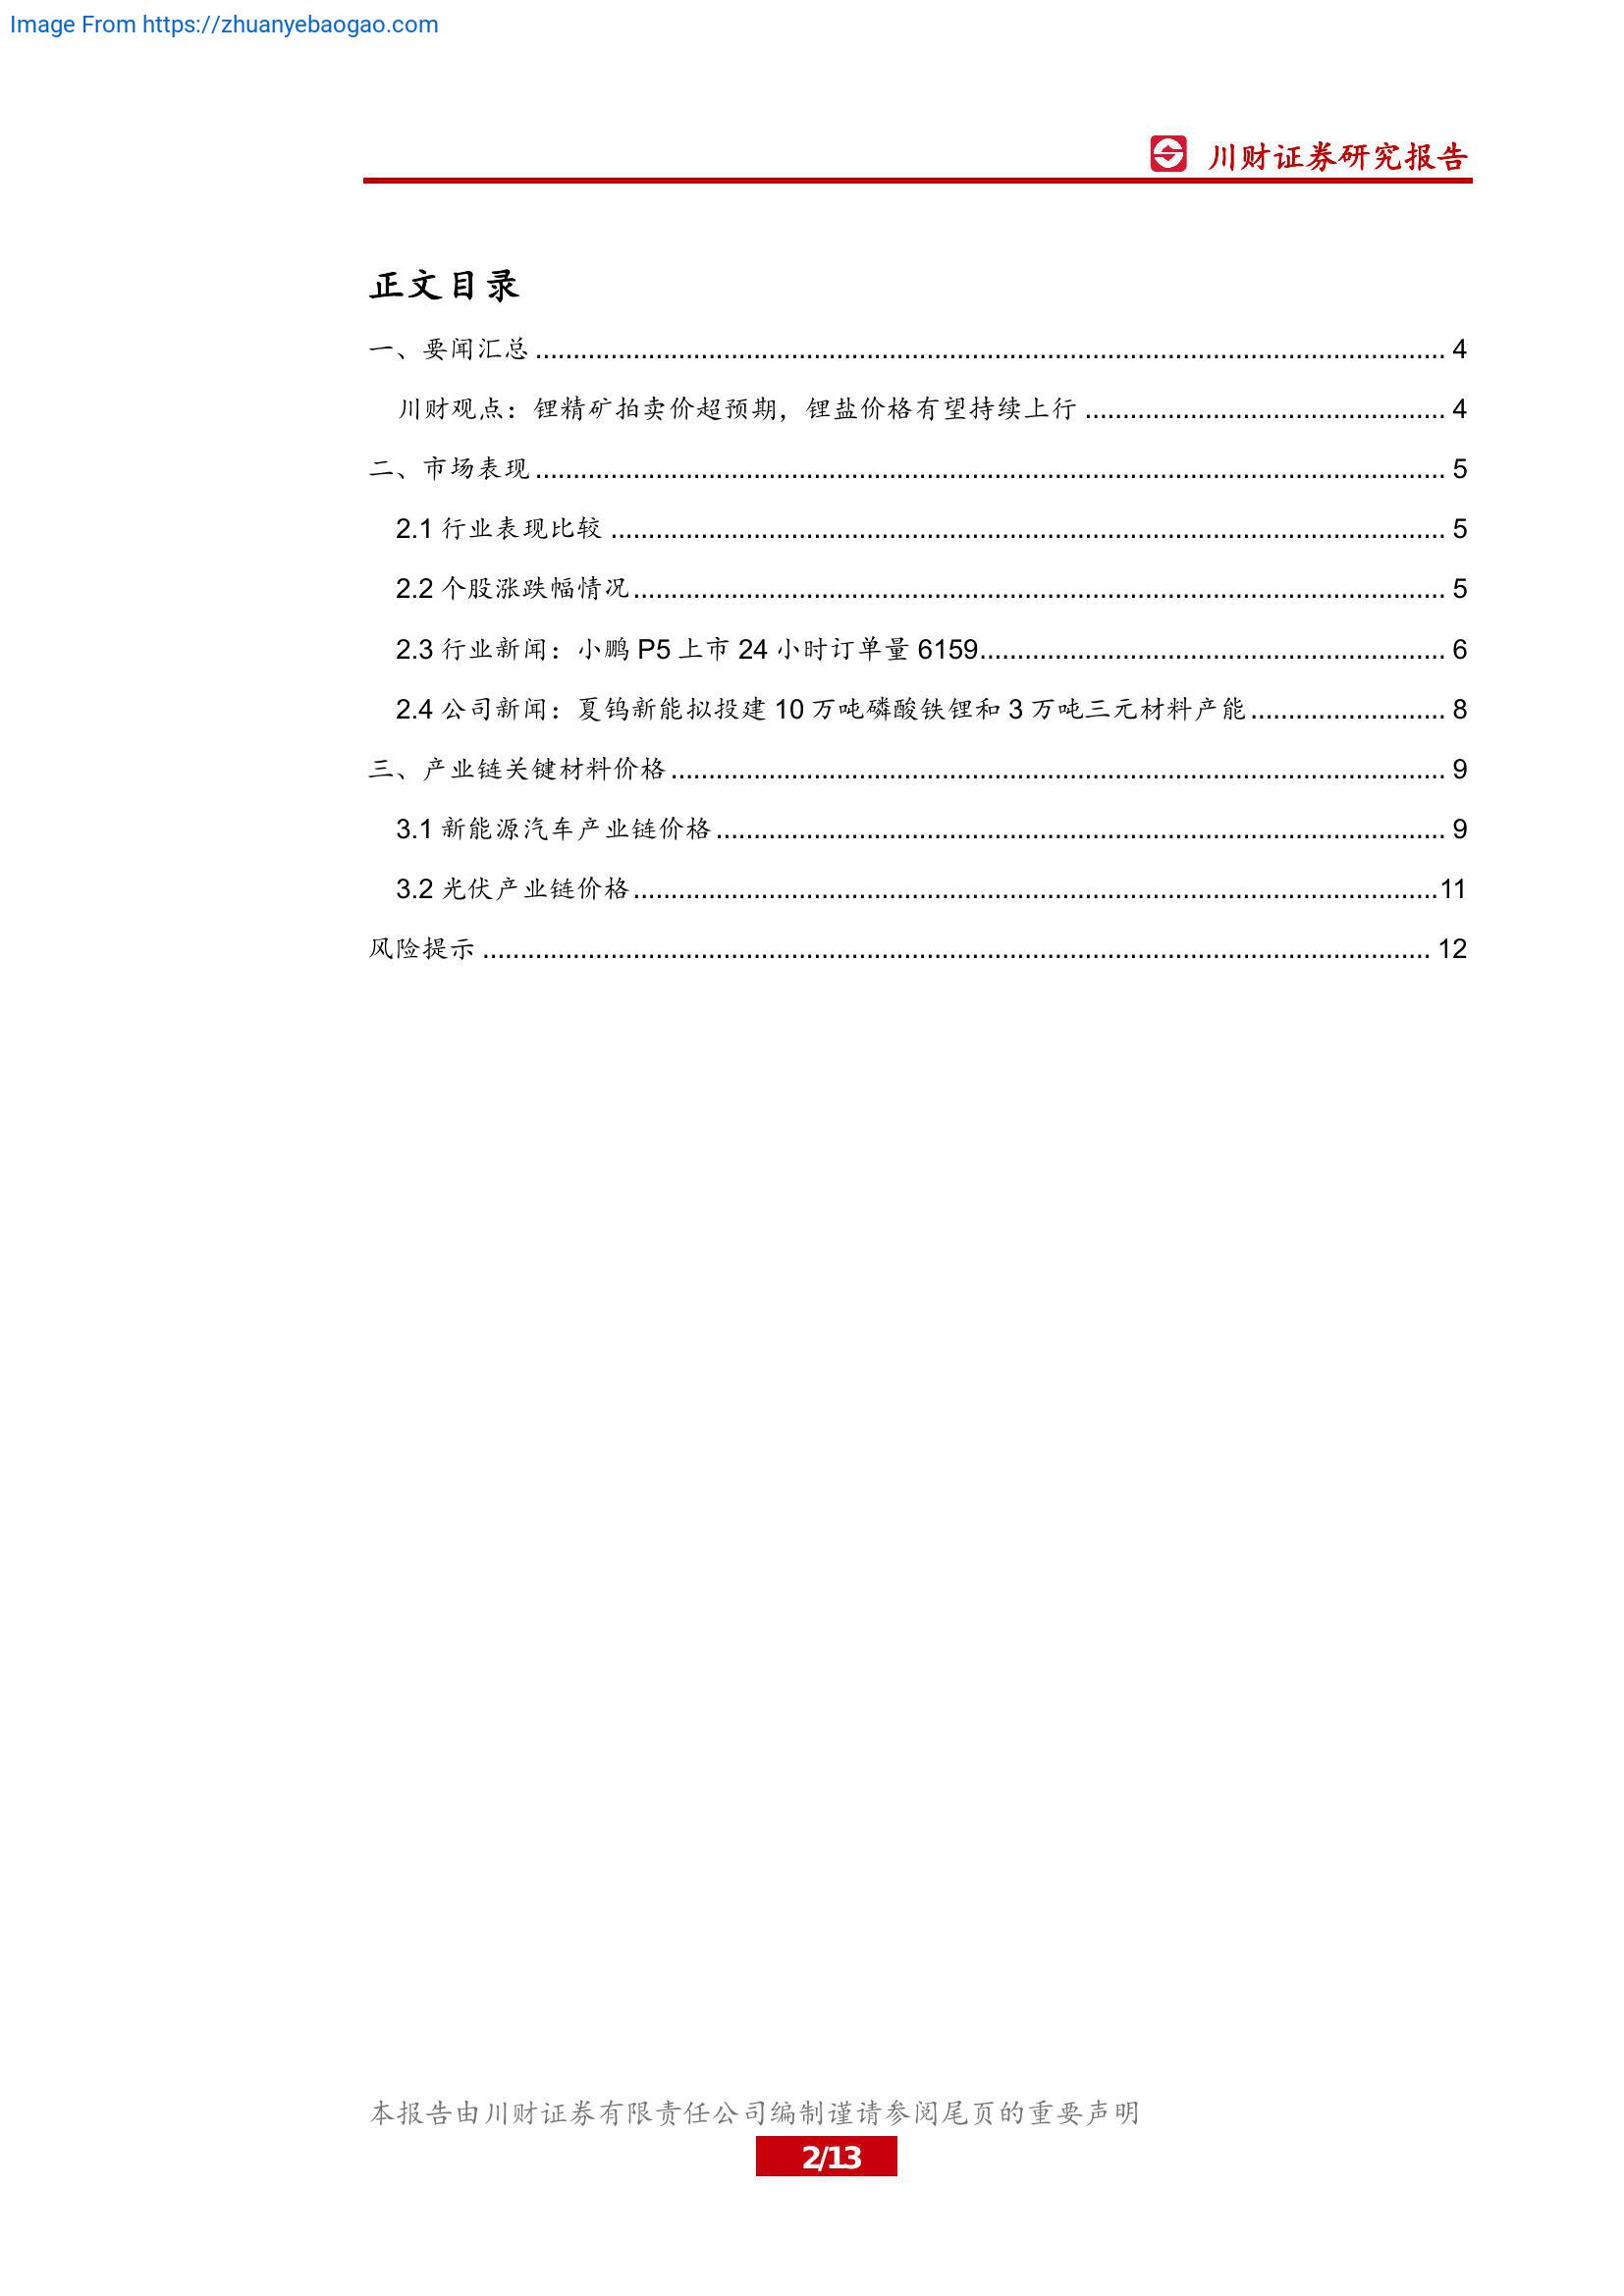 Image From https://zhuanyebaogao.com
川财证券研究报告
正文目录
一、要闻汇总 4
川财观点：锂精矿拍卖价超预期，锂盐价格有望持续上行 4
二、市场表现 5
2.1 行业表现比较 5
2.2 个股涨跌幅情况 5
2.3 行业新闻：小鹏 P5 上市 24 小时订单量 6159 6
2.4 公司新闻：夏钨新能拟投建 10 万吨磷酸铁锂和 3 万吨三元材料产能 8
三、产业链关键材料价格 9
3.1 新能源汽车产业链价格 9
3.2 光伏产业链价格 11
风险提示 12
本报告由川财证券有限责任公司编制谨请参阅尾页的重要声明
2/13